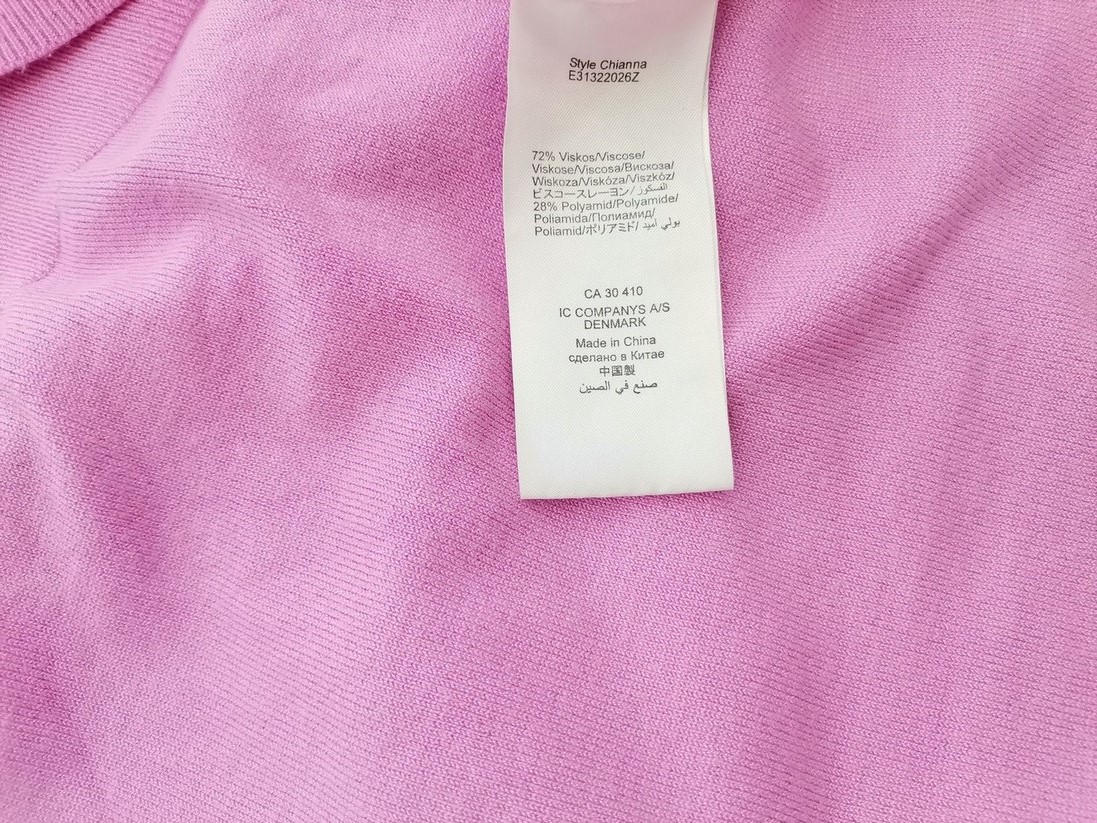 Style Chianna
E31322026Z
72% Viskos/Viscose/
Viskose/Viscosa/Вискоза/
Wiskoza/Viskóza/Viszkóz/
ビスコースレーヨン/ الفسكوز/
28% Polyamid/Polyamide/
Poliamida/Полиамид/
Poliamid/ポリアミド/ بولي أميد
CA 30 410
IC COMPANYS A/S
DENMARK
Made in China
сделано в Китае
中国製
صنع في الصين